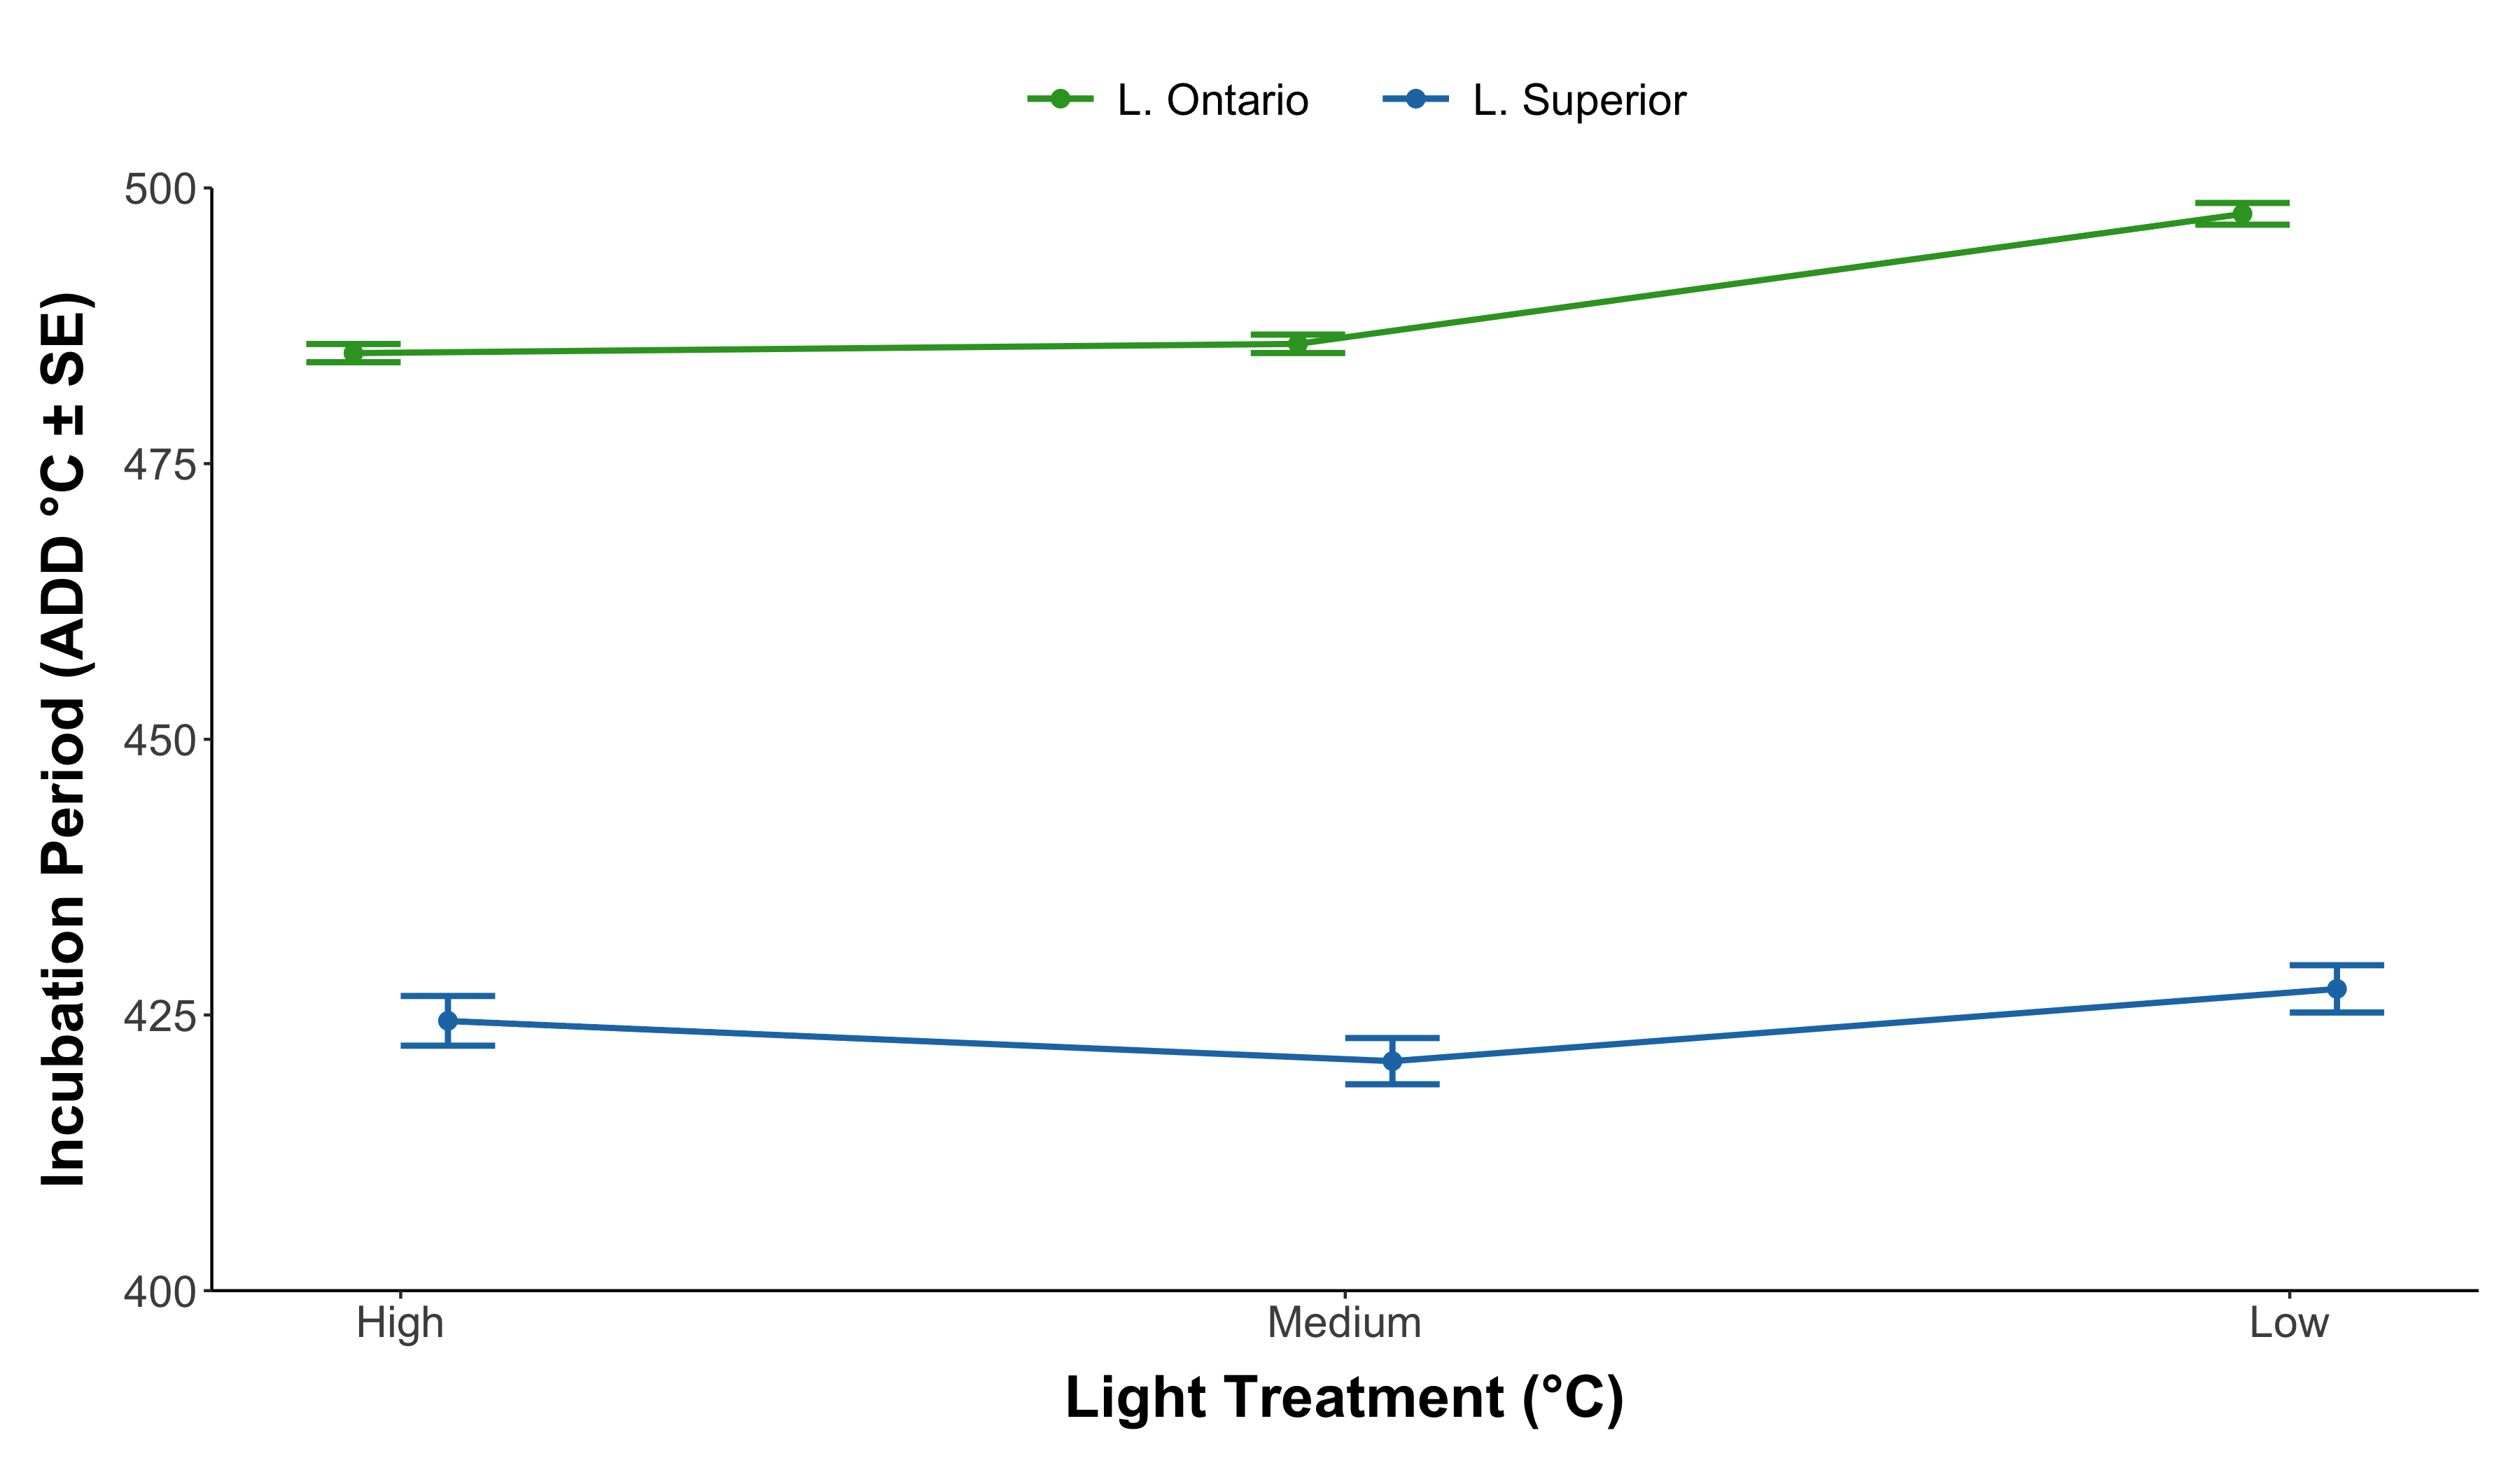 L. Ontario L. Superior
500
475
450
425
400
Incubation Period (ADD °C ± SE)
High Medium Low
Light Treatment (°C)